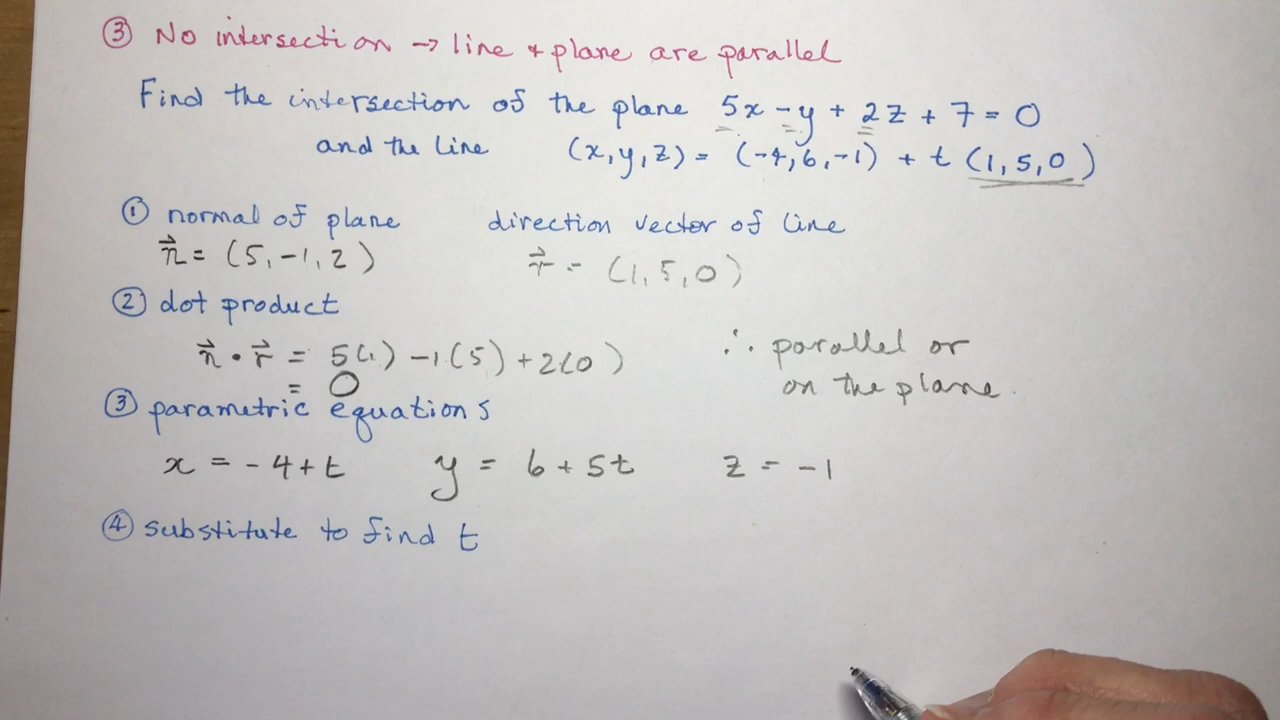 ③ No intersection → line + plane are parallel
Find the intersection of the plane 5x - y + 2z + 7 = 0
and the line (x, y, z) = (-4, 6, -1) + t (1, 5, 0)
① normal of plane direction vector of line
n⃗ = (5, -1, 2) r⃗ = (1, 5, 0)
② dot product
n⃗ • r⃗ = 5(1) - 1(5) + 2(0) ∴ parallel or
= 0 on the plane.
③ parametric equations
x = -4 + t y = 6 + 5t z = -1
④ substitute to find t